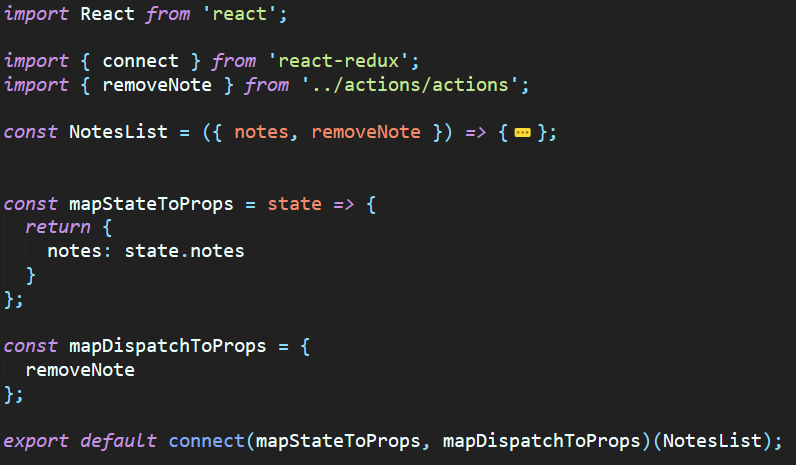 import React from 'react';
import { connect } from 'react-redux';
import { removeNote } from '../actions/actions';
const NotesList = ({ notes, removeNote }) => { ... };
const mapStateToProps = state => {
  return {
    notes: state.notes
  }
};
const mapDispatchToProps = {
  removeNote
};
export default connect(mapStateToProps, mapDispatchToProps)(NotesList);